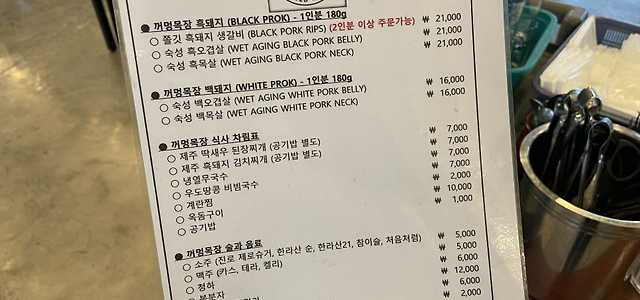 ● 꺼멍목장 흑돼지 (BLACK PROK) - 1인분 180g
○ 쫄깃 흑돼지 생갈비 (BLACK PORK RIPS) (2인분 이상 주문가능) ₩ 21,000
○ 숙성 흑오겹살 (WET AGING BLACK PORK BELLY) ₩ 21,000
○ 숙성 흑목살 (WET AGING BLACK PORK NECK) ₩ 21,000
● 꺼멍목장 백돼지 (WHITE PROK) - 1인분 180g
○ 숙성 백오겹살 (WET AGING WHITE PORK BELLY) ₩ 16,000
○ 숙성 백목살 (WET AGING WHITE PORK NECK) ₩ 16,000
● 꺼멍목장 식사 차림표
○ 제주 딱새우 된장찌개 (공기밥 별도) ₩ 7,000
○ 제주 흑돼지 김치찌개 (공기밥 별도) ₩ 7,000
○ 냉열무국수 ₩ 7,000
○ 우도땅콩 비빔국수 ₩ 7,000
○ 계란찜 ₩ 2,000
○ 옥돔구이 ₩ 10,000
○ 공기밥 ₩ 1,000
● 꺼멍목장 술과 음료
○ 소주 (진로 제로슈거, 한라산 순, 한라산21, 참이슬, 처음처럼) ₩ 5,000
○ 맥주 (카스, 테라, 켈리) ₩ 5,000
○ 청하 ₩ 6,000
○ 복분자 ₩ 12,000
₩ 6,000
₩ 2,000